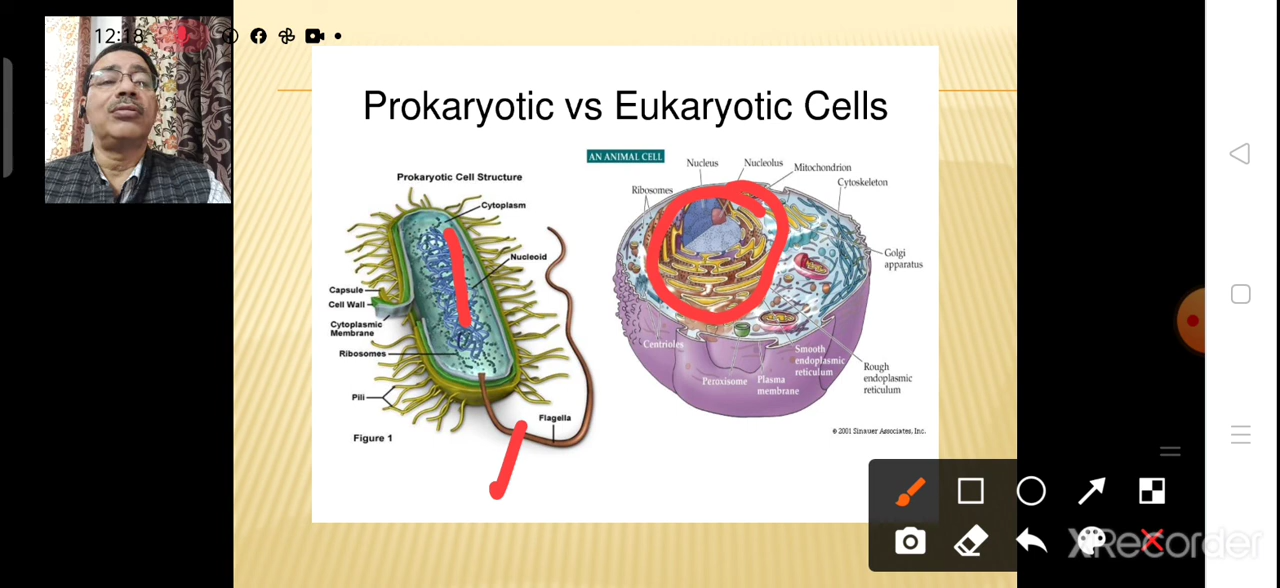 12:18
Prokaryotic vs Eukaryotic Cells
Prokaryotic Cell Structure
Cytoplasm
Nucleoid
Capsule
Cell Wall
Cytoplasmic
Membrane
Ribosomes
Pili
Flagella
Figure 1
AN ANIMAL CELL
Nucleus
Nucleolus
Mitochondrion
Cytoskeleton
Ribosomes
Golgi
apparatus
Centrioles
Peroxisome
Plasma
membrane
Smooth
endoplasmic
reticulum
Rough
endoplasmic
reticulum
© 2001 Sinauer Associates, Inc.
XRecorder